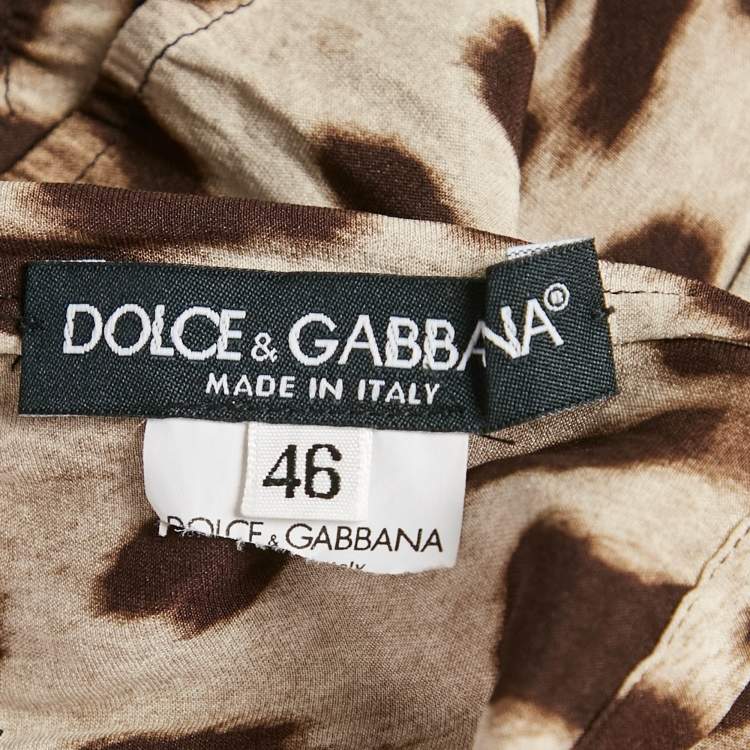 DOLCE & GABBANA®
MADE IN ITALY
46
DOLCE & GABBANA